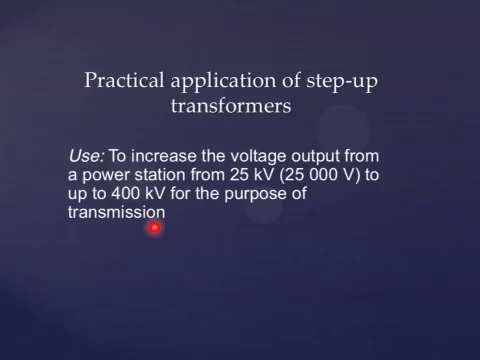 Practical application of step-up
transformers
Use: To increase the voltage output from
a power station from 25 kV (25 000 V) to
up to 400 kV for the purpose of
transmission